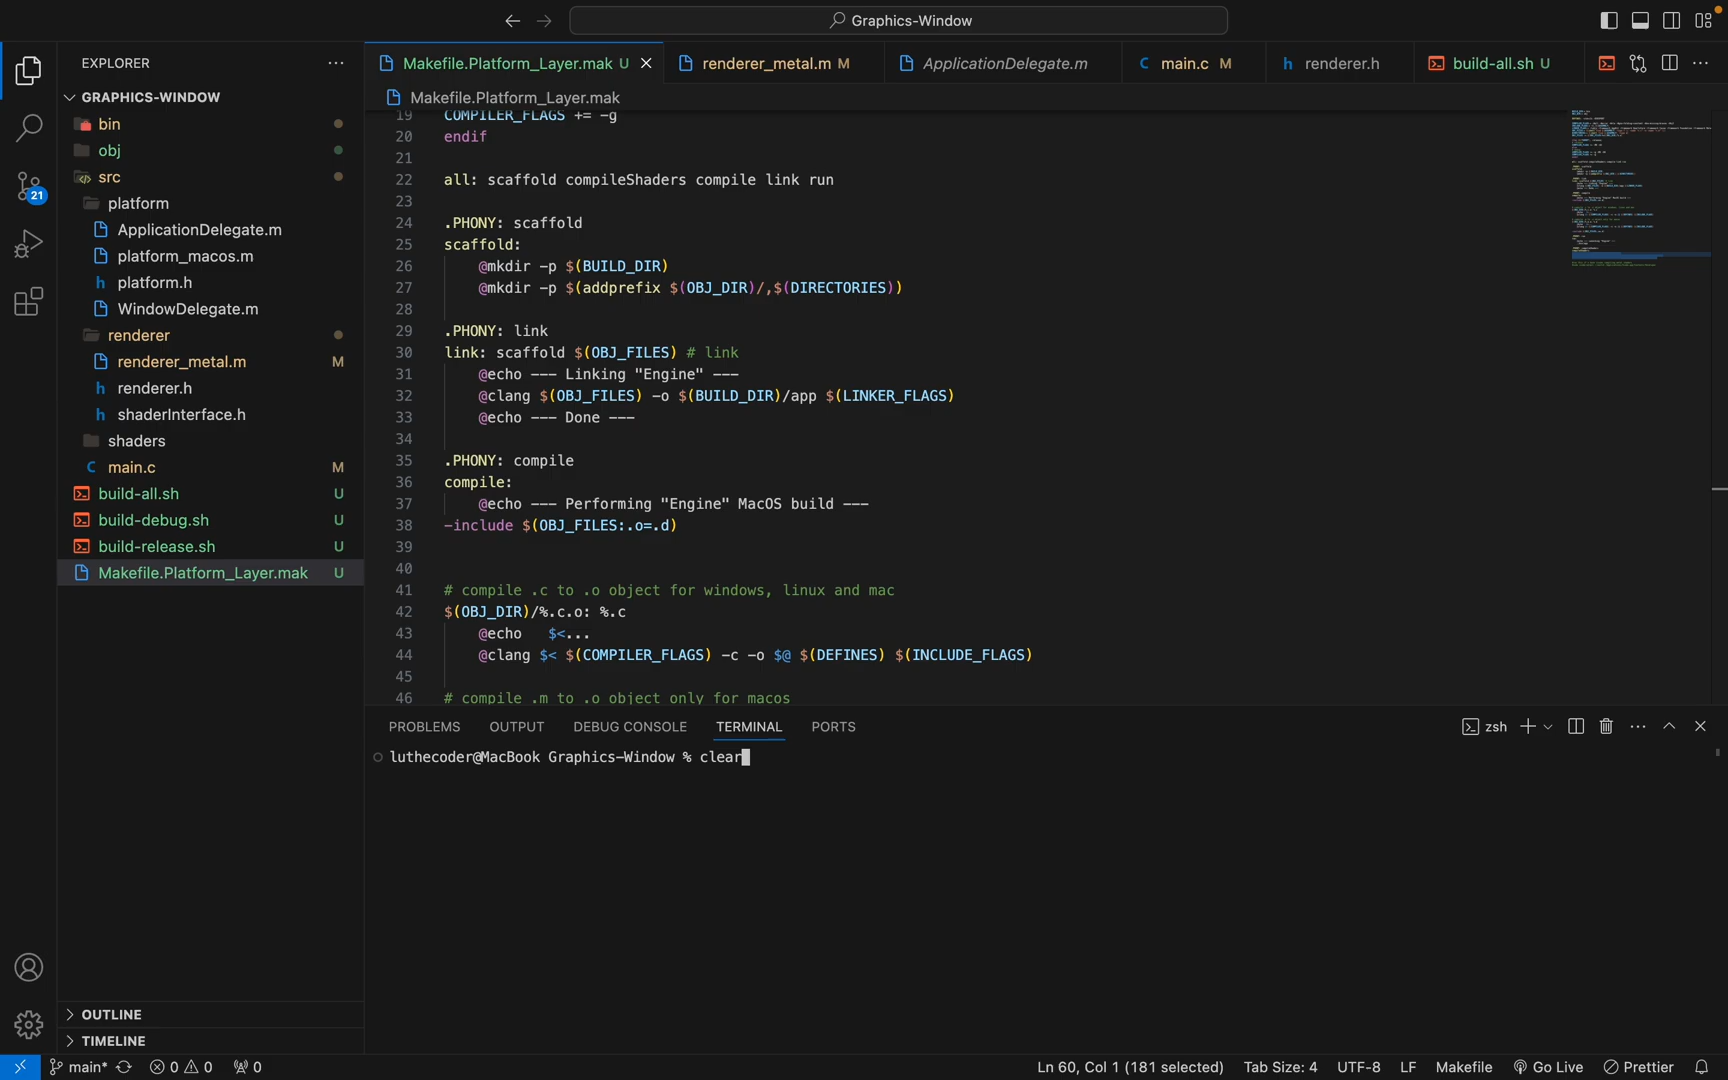 Graphics-Window
EXPLORER
GRAPHICS-WINDOW
bin
obj
src
platform
ApplicationDelegate.m
platform_macos.m
h platform.h
WindowDelegate.m
renderer
renderer_metal.m M
h renderer.h
h shaderInterface.h
shaders
C main.c M
build-all.sh U
build-debug.sh U
build-release.sh U
Makefile.Platform_Layer.mak U
OUTLINE
TIMELINE
21
Makefile.Platform_Layer.mak U
renderer_metal.m M
ApplicationDelegate.m
C main.c M
h renderer.h
build-all.sh U
Makefile.Platform_Layer.mak
19 COMPILER_FLAGS += -g
20 endif
21
22 all: scaffold compileShaders compile link run
23
24 .PHONY: scaffold
25 scaffold:
26 @mkdir -p $(BUILD_DIR)
27 @mkdir -p $(addprefix $(OBJ_DIR)/,$(DIRECTORIES))
28
29 .PHONY: link
30 link: scaffold $(OBJ_FILES) # link
31 @echo --- Linking "Engine" ---
32 @clang $(OBJ_FILES) -o $(BUILD_DIR)/app $(LINKER_FLAGS)
33 @echo --- Done ---
34
35 .PHONY: compile
36 compile:
37 @echo --- Performing "Engine" MacOS build ---
38 -include $(OBJ_FILES:.o=.d)
39
40
41 # compile .c to .o object for windows, linux and mac
42 $(OBJ_DIR)/%.c.o: %.c
43 @echo $<...
44 @clang $< $(COMPILER_FLAGS) -c -o $@ $(DEFINES) $(INCLUDE_FLAGS)
45
46 # compile .m to .o object only for macos
PROBLEMS OUTPUT DEBUG CONSOLE TERMINAL PORTS
zsh
luthecoder@MacBook Graphics-Window % clear
main* 0 0 0 Ln 60, Col 1 (181 selected) Tab Size: 4 UTF-8 LF Makefile Go Live Prettier